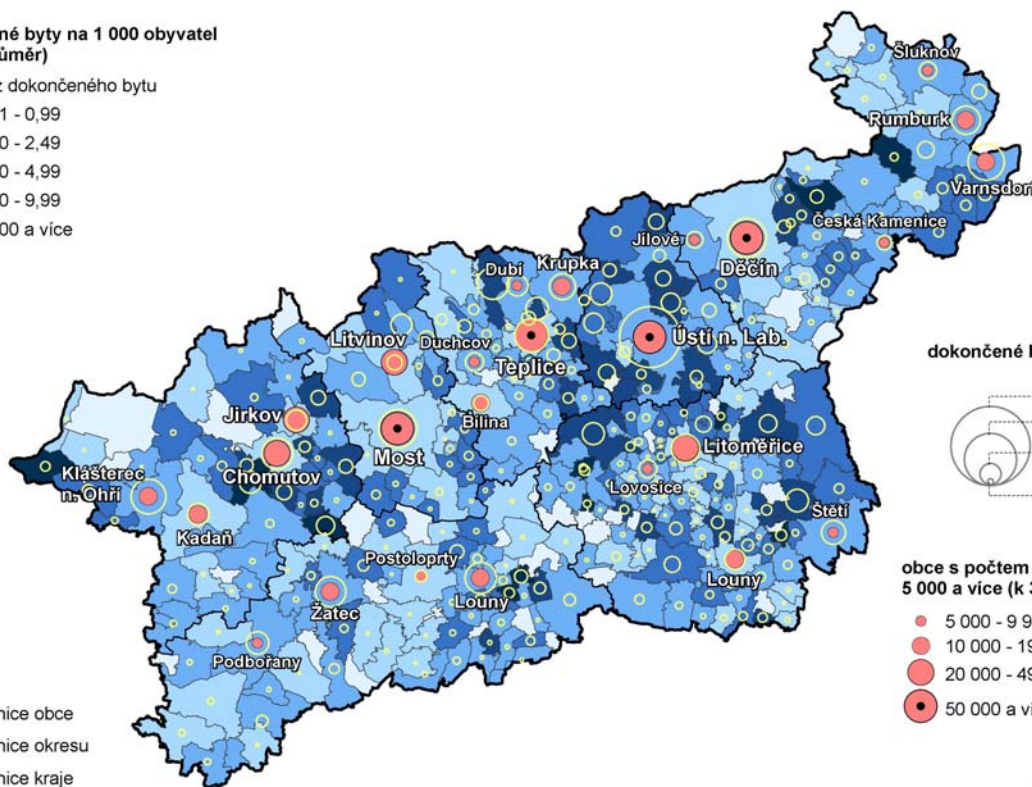 né byty na 1 000 obyvatel
ůměr)
z dokončeného bytu
1 - 0,99
0 - 2,49
0 - 4,99
0 - 9,99
00 a více
Šluknov
Rumburk
Varnsdorf
Česká Kamenice
Jílové
Děčín
Krupka
Dubí
Ústí n. Lab.
Litvínov
Duchcov
Teplice
Bílina
Jirkov
Most
Litoměřice
Chomutov
Klášterec
n. Ohří
Lovosice
Štětí
Kadaň
Postoloprty
Louny
Louny
Žatec
Podbořany
dokončené
obce s počtem
5 000 a více (k 3
5 000 - 9 9
10 000 - 19
20 000 - 49
50 000 a ví
nice obce
nice okresu
nice kraje